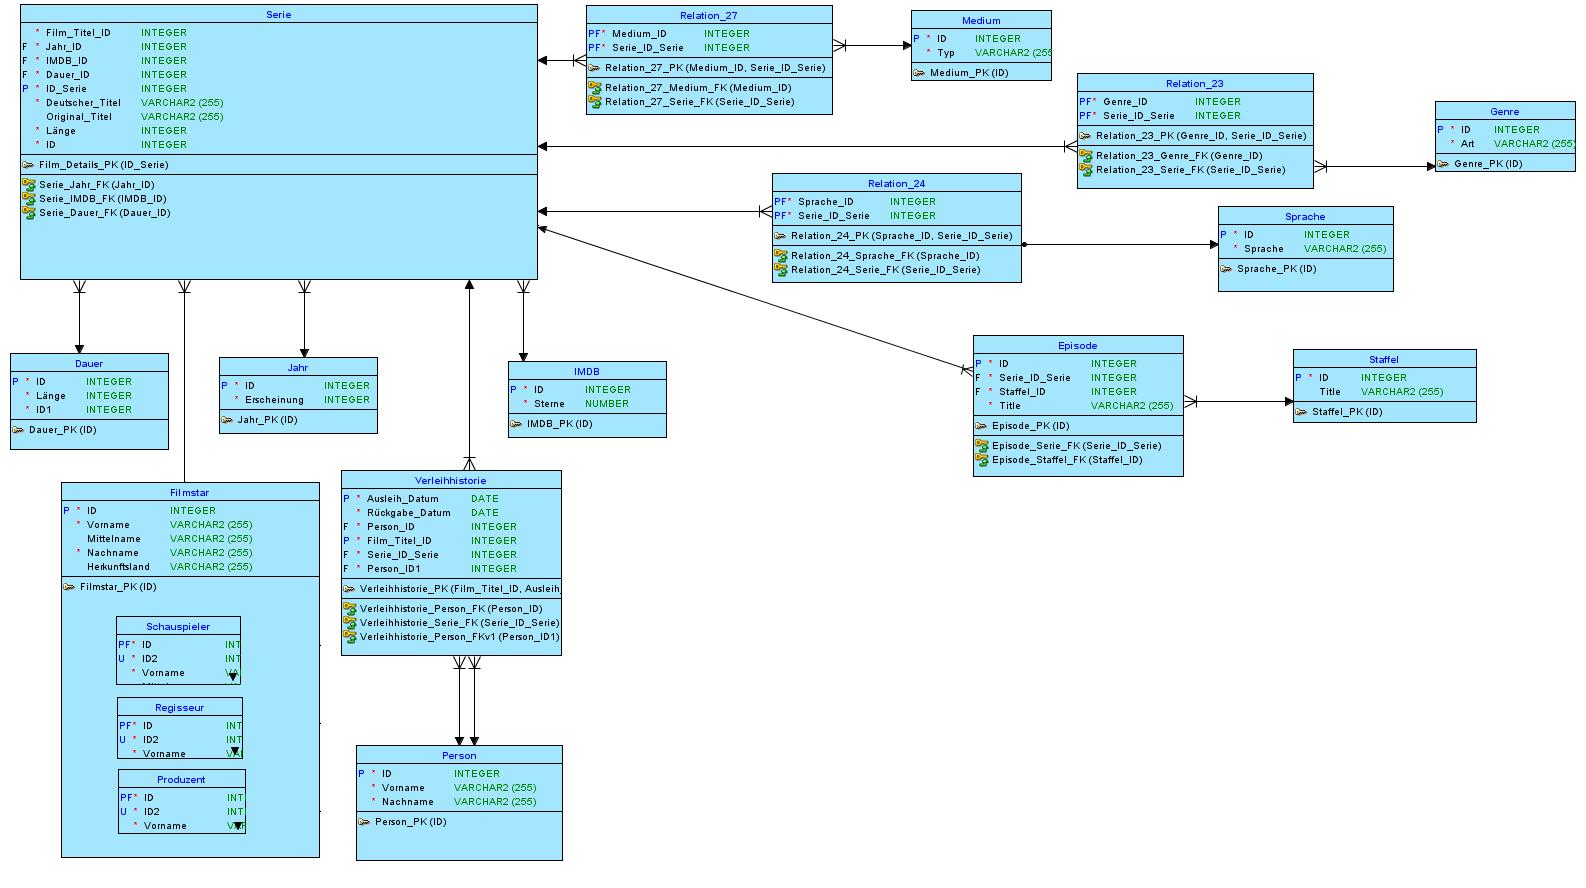 Serie
* Film_Titel_ID INTEGER
F * Jahr_ID INTEGER
F * IMDB_ID INTEGER
F * Dauer_ID INTEGER
P * ID_Serie INTEGER
* Deutscher_Titel VARCHAR2 (255)
Original_Titel VARCHAR2 (255)
* Länge INTEGER
* ID INTEGER
Film_Details_PK (ID_Serie)
Serie_Jahr_FK (Jahr_ID)
Serie_IMDB_FK (IMDB_ID)
Serie_Dauer_FK (Dauer_ID)
Relation_27
PF* Medium_ID INTEGER
PF* Serie_ID_Serie INTEGER
Relation_27_PK (Medium_ID, Serie_ID_Serie)
Relation_27_Medium_FK (Medium_ID)
Relation_27_Serie_FK (Serie_ID_Serie)
Medium
P * ID INTEGER
* Typ VARCHAR2 (255
Medium_PK (ID)
Relation_23
PF* Genre_ID INTEGER
PF* Serie_ID_Serie INTEGER
Relation_23_PK (Genre_ID, Serie_ID_Serie)
Relation_23_Genre_FK (Genre_ID)
Relation_23_Serie_FK (Serie_ID_Serie)
Genre
P * ID INTEGER
* Art VARCHAR2 (255)
Genre_PK (ID)
Relation_24
PF* Sprache_ID INTEGER
PF* Serie_ID_Serie INTEGER
Relation_24_PK (Sprache_ID, Serie_ID_Serie)
Relation_24_Sprache_FK (Sprache_ID)
Relation_24_Serie_FK (Serie_ID_Serie)
Sprache
P * ID INTEGER
* Sprache VARCHAR2 (255)
Sprache_PK (ID)
Dauer
P * ID INTEGER
* Länge INTEGER
* ID1 INTEGER
Dauer_PK (ID)
Jahr
P * ID INTEGER
* Erscheinung INTEGER
Jahr_PK (ID)
IMDB
P * ID INTEGER
* Sterne NUMBER
IMDB_PK (ID)
Episode
P * ID INTEGER
F * Serie_ID_Serie INTEGER
F * Staffel_ID INTEGER
* Title VARCHAR2 (255)
Episode_PK (ID)
Episode_Serie_FK (Serie_ID_Serie)
Episode_Staffel_FK (Staffel_ID)
Staffel
P * ID INTEGER
Title VARCHAR2 (255)
Staffel_PK (ID)
Filmstar
P * ID INTEGER
* Vorname VARCHAR2 (255)
Mittelname VARCHAR2 (255)
* Nachname VARCHAR2 (255)
Herkunftsland VARCHAR2 (255)
Filmstar_PK (ID)
Schauspieler
PF* ID INT
U * ID2 INT
* Vorname
Regisseur
PF* ID INT
U * ID2 INT
* Vorname
Produzent
PF* ID INT
U * ID2 INT
* Vorname
Verleihhistorie
P * Ausleih_Datum DATE
* Rückgabe_Datum DATE
F * Person_ID INTEGER
P * Film_Titel_ID INTEGER
F * Serie_ID_Serie INTEGER
F * Person_ID1 INTEGER
Verleihhistorie_PK (Film_Titel_ID, Ausleih
Verleihhistorie_Person_FK (Person_ID)
Verleihhistorie_Serie_FK (Serie_ID_Serie)
Verleihhistorie_Person_FKv1 (Person_ID1)
Person
P * ID INTEGER
* Vorname VARCHAR2 (255)
* Nachname VARCHAR2 (255)
Person_PK (ID)